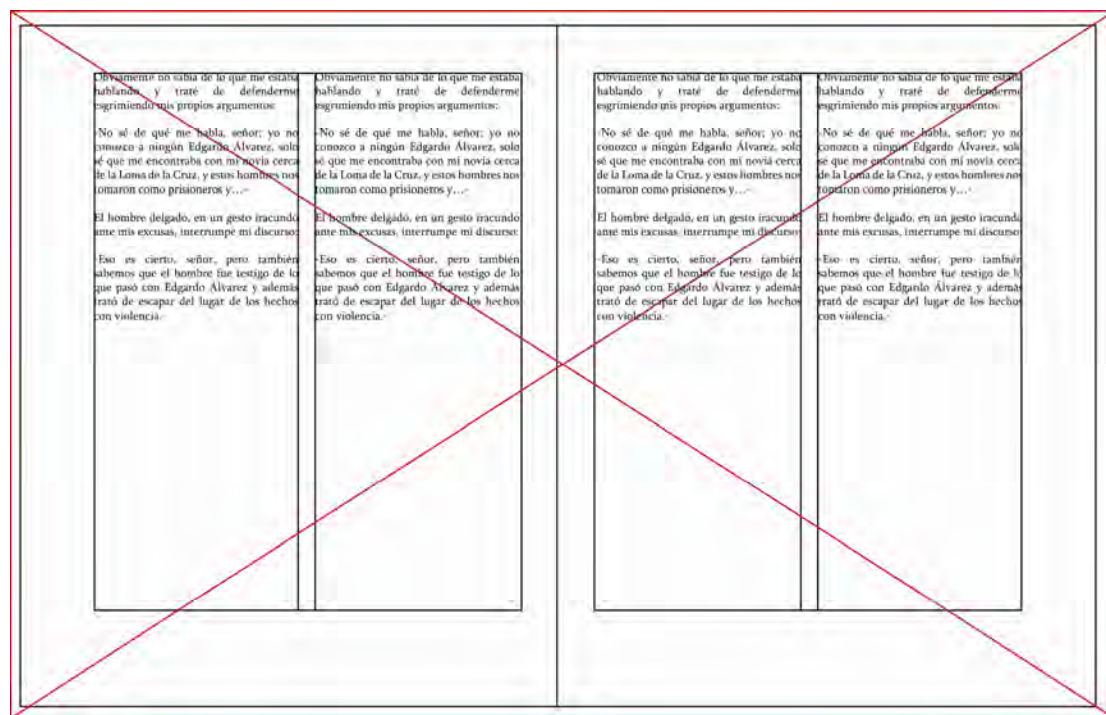 Obviamente no sabía de lo que me estaba
hablando y traté de defenderme
esgrimiendo mis propios argumentos:
-No sé de qué me habla, señor; yo no
conozco a ningún Edgardo Álvarez, solo
sé que me encontraba con mi novia cerca
de la Loma de la Cruz, y estos hombres nos
tomaron como prisioneros y…-
El hombre delgado, en un gesto iracundo
ante mis excusas, interrumpe mi discurso:
-Eso es cierto, señor, pero también
sabemos que el hombre fue testigo de lo
que pasó con Edgardo Álvarez y además
trató de escapar del lugar de los hechos
con violencia.-
Obviamente no sabía de lo que me estaba
hablando y traté de defenderme
esgrimiendo mis propios argumentos:
-No sé de qué me habla, señor; yo no
conozco a ningún Edgardo Álvarez, solo
sé que me encontraba con mi novia cerca
de la Loma de la Cruz, y estos hombres nos
tomaron como prisioneros y…-
El hombre delgado, en un gesto iracundo
ante mis excusas, interrumpe mi discurso:
-Eso es cierto, señor, pero también
sabemos que el hombre fue testigo de lo
que pasó con Edgardo Álvarez y además
trató de escapar del lugar de los hechos
con violencia.-
Obviamente no sabía de lo que me estaba
hablando y traté de defenderme
esgrimiendo mis propios argumentos:
-No sé de qué me habla, señor; yo no
conozco a ningún Edgardo Álvarez, solo
sé que me encontraba con mi novia cerca
de la Loma de la Cruz, y estos hombres nos
tomaron como prisioneros y…-
El hombre delgado, en un gesto iracundo
ante mis excusas, interrumpe mi discurso:
-Eso es cierto, señor, pero también
sabemos que el hombre fue testigo de lo
que pasó con Edgardo Álvarez y además
trató de escapar del lugar de los hechos
con violencia.-
Obviamente no sabía de lo que me estaba
hablando y traté de defenderme
esgrimiendo mis propios argumentos:
-No sé de qué me habla, señor; yo no
conozco a ningún Edgardo Álvarez, solo
sé que me encontraba con mi novia cerca
de la Loma de la Cruz, y estos hombres nos
tomaron como prisioneros y…-
El hombre delgado, en un gesto iracundo
ante mis excusas, interrumpe mi discurso:
-Eso es cierto, señor, pero también
sabemos que el hombre fue testigo de lo
que pasó con Edgardo Álvarez y además
trató de escapar del lugar de los hechos
con violencia.-